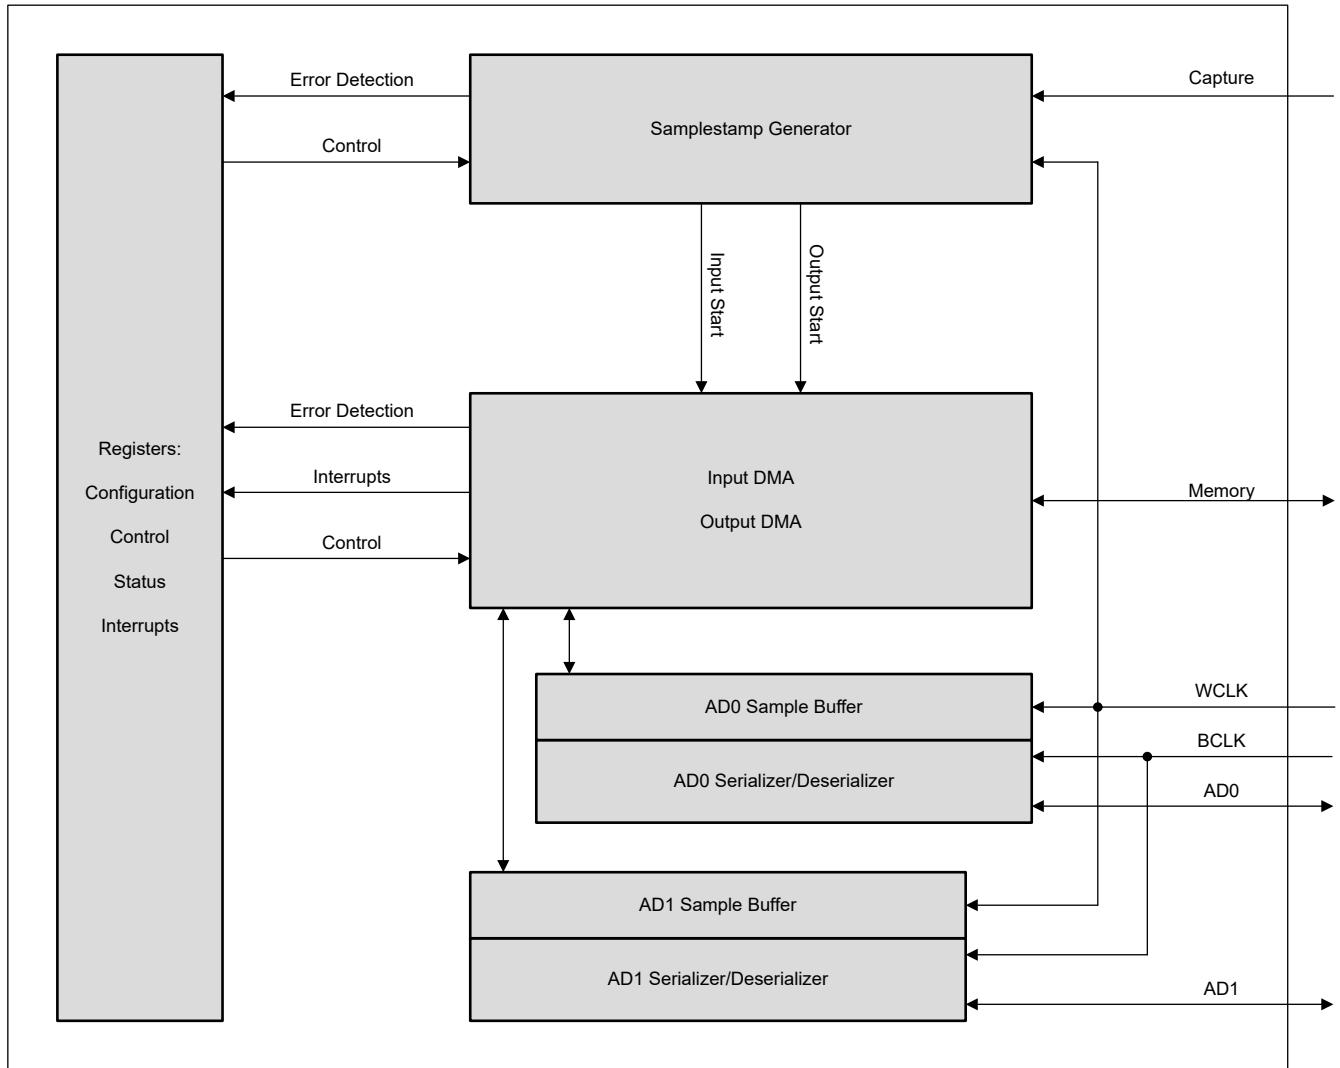 Error Detection
Capture
Samplestamp Generator
Control
Input Start
Output Start
Error Detection
Registers:
Configuration
Control
Status
Interrupts
Interrupts
Input DMA
Output DMA
Memory
Control
AD0 Sample Buffer
WCLK
BCLK
AD0 Serializer/Deserializer
AD0
AD1 Sample Buffer
AD1 Serializer/Deserializer
AD1